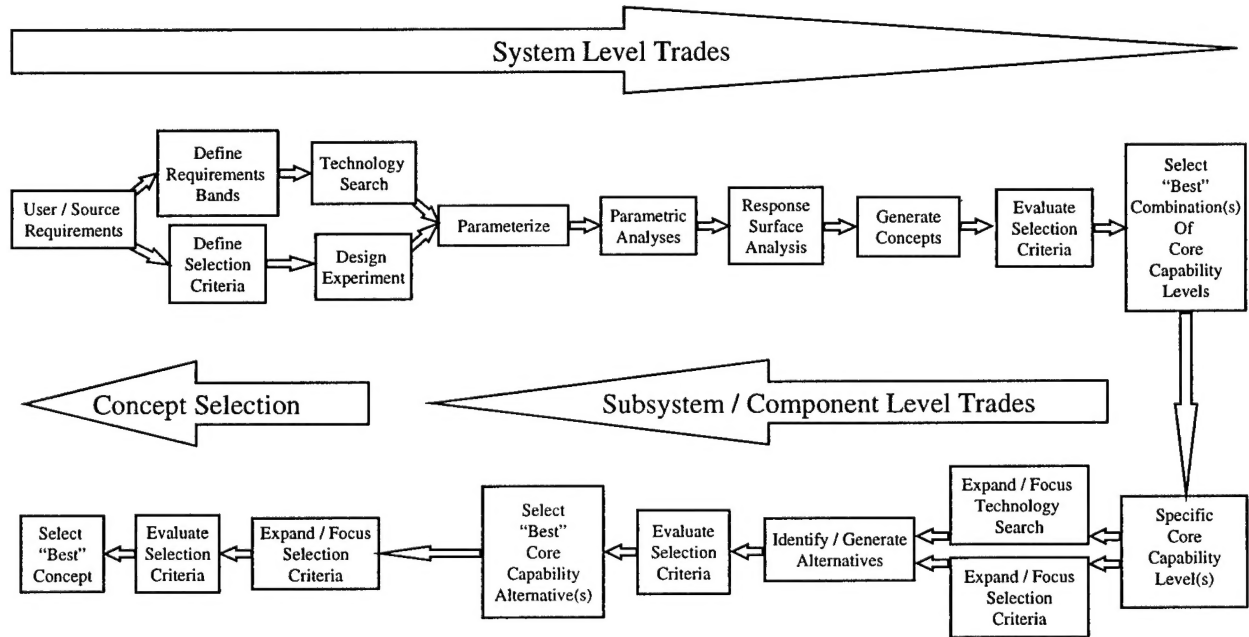 System Level Trades
User / Source
Requirements
Define
Requirements
Bands
Technology
Search
Define
Selection
Criteria
Design
Experiment
Parameterize
Parametric
Analyses
Response
Surface
Analysis
Generate
Concepts
Evaluate
Selection
Criteria
Select
“Best”
Combination(s)
Of
Core
Capability
Levels
Concept Selection
Subsystem / Component Level Trades
Specific
Core
Capability
Level(s)
Expand / Focus
Technology
Search
Expand / Focus
Selection
Criteria
Identify / Generate
Alternatives
Evaluate
Selection
Criteria
Select
“Best”
Core
Capability
Alternative(s)
Expand / Focus
Selection
Criteria
Evaluate
Selection
Criteria
Select
“Best”
Concept